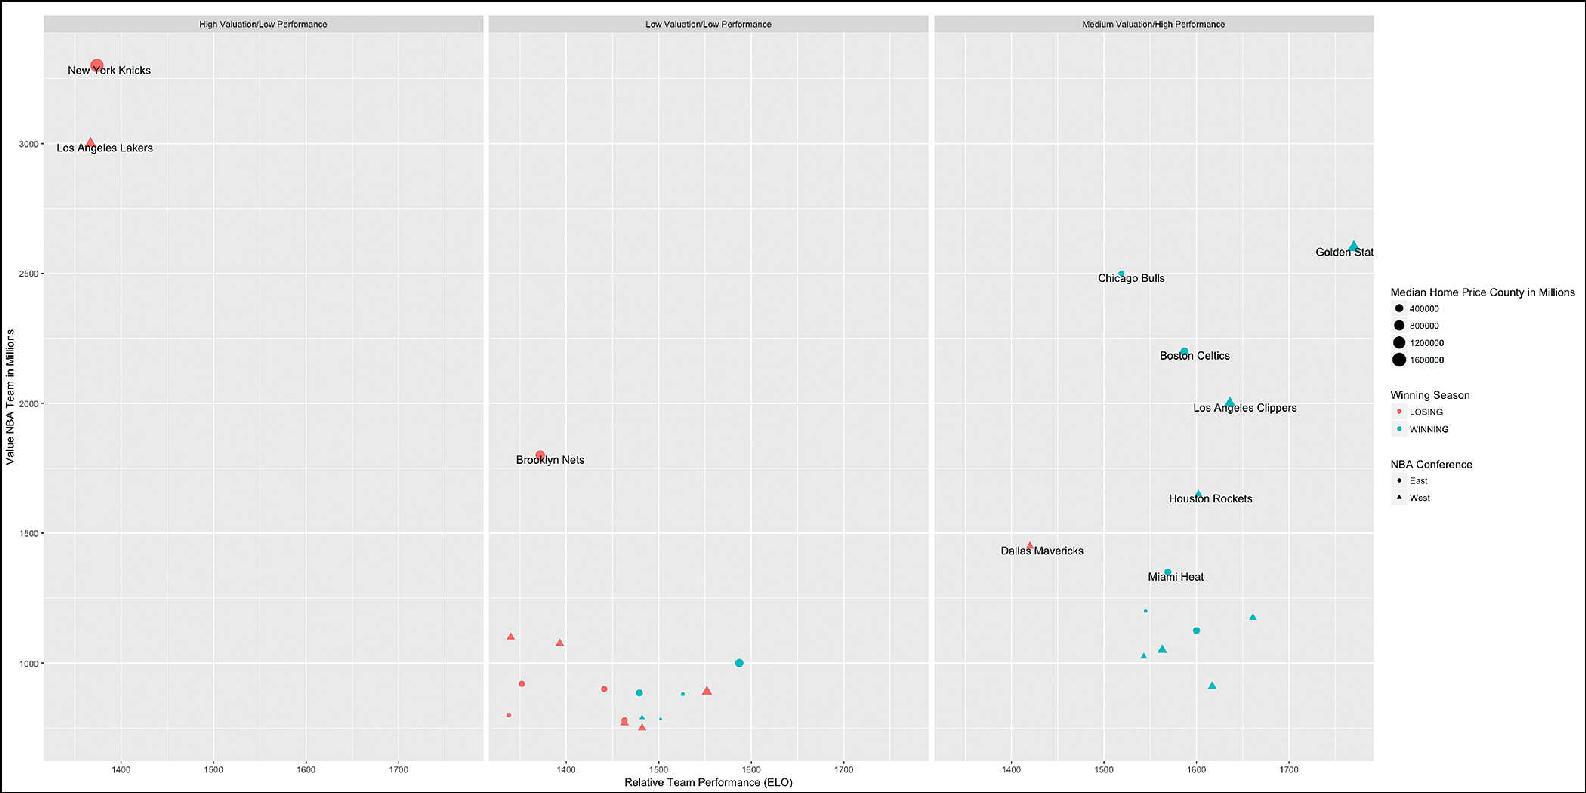 High Valuation/Low Performance
Low Valuation/Low Performance
Medium Valuation/High Performance
New York Knicks
Los Angeles Lakers
Brooklyn Nets
Golden Stat
Chicago Bulls
Boston Celtics
Los Angeles Clippers
Houston Rockets
Dallas Mavericks
Miami Heat
3000
2500
2000
1500
1000
Value NBA Team in Millions
1400 1500 1600 1700
1400 1500 1600 1700
1400 1500 1600 1700
Relative Team Performance (ELO)
Median Home Price County in Millions
400000
800000
1200000
1600000
Winning Season
LOSING
WINNING
NBA Conference
East
West